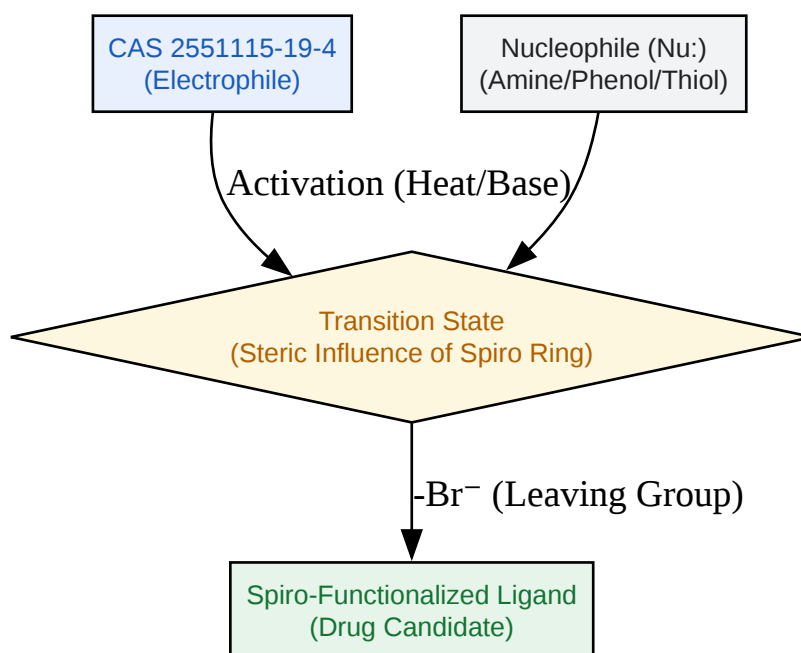 CAS 2551115-19-4
(Electrophile)
Nucleophile (Nu:)
(Amine/Phenol/Thiol)
Activation (Heat/Base)
Transition State
(Steric Influence of Spiro Ring)
-Br⁻ (Leaving Group)
Spiro-Functionalized Ligand
(Drug Candidate)